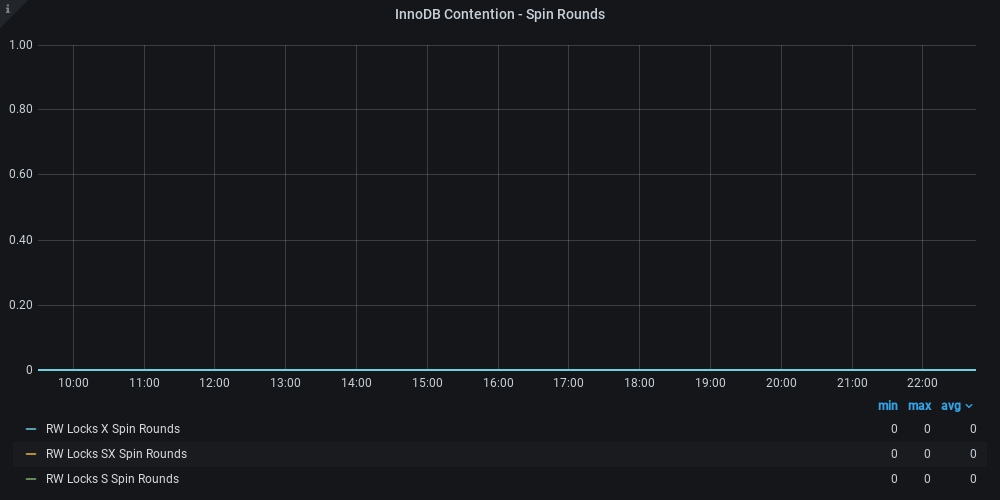 i
InnoDB Contention - Spin Rounds
1.00
0.80
0.60
0.40
0.20
0
10:00 11:00 12:00 13:00 14:00 15:00 16:00 17:00 18:00 19:00 20:00 21:00 22:00
min max avg
RW Locks X Spin Rounds 0 0 0
RW Locks SX Spin Rounds 0 0 0
RW Locks S Spin Rounds 0 0 0